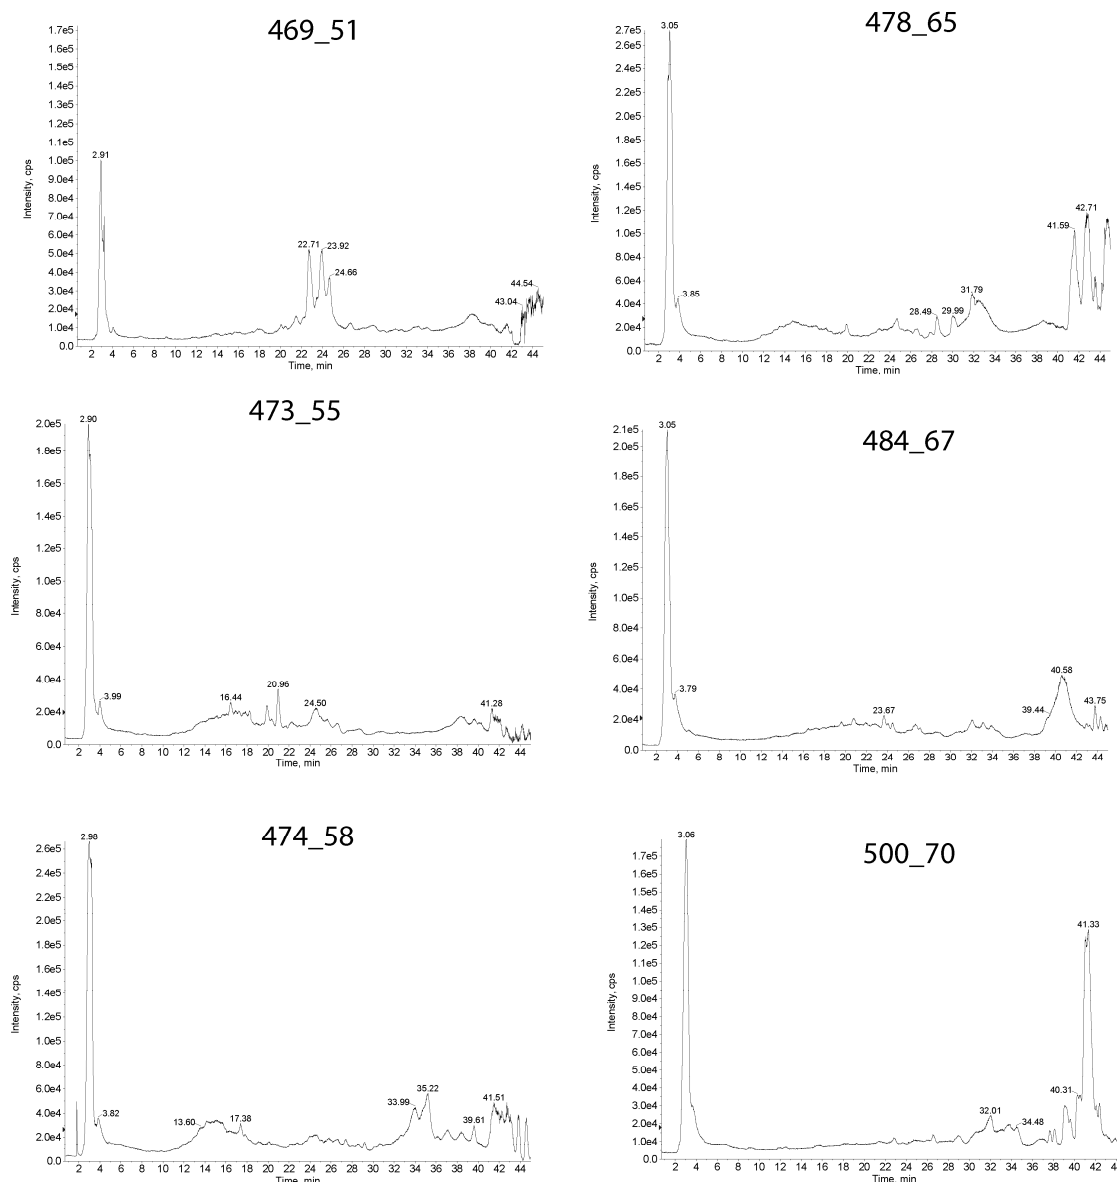 469_51
1.7e5
1.6e5
1.5e5
1.4e5
1.3e5
1.2e5
1.1e5
1.0e5
9.0e4
8.0e4
7.0e4
6.0e4
5.0e4
4.0e4
3.0e4
2.0e4
1.0e4
0.0
Intensity, cps
2.91
22.71
23.92
24.66
43.04
44.54
2 4 6 8 10 12 14 16 18 20 22 24 26 28 30 32 34 36 38 40 42 44
Time, min
478_65
2.7e5
2.6e5
2.4e5
2.2e5
2.0e5
1.8e5
1.6e5
1.4e5
1.2e5
1.0e5
8.0e4
6.0e4
4.0e4
2.0e4
0.0
Intensity, cps
3.05
3.85
28.49
29.99
31.79
41.59
42.71
2 4 6 8 10 12 14 16 18 20 22 24 26 28 30 32 34 36 38 40 42 44
Time, min
473_55
2.0e5
1.8e5
1.6e5
1.4e5
1.2e5
1.0e5
8.0e4
6.0e4
4.0e4
2.0e4
0.0
Intensity, cps
2.90
3.99
16.44
20.96
24.50
41.28
2 4 6 8 10 12 14 16 18 20 22 24 26 28 30 32 34 36 38 40 42 44
Time, min
484_67
2.1e5
2.0e5
1.8e5
1.6e5
1.4e5
1.2e5
1.0e5
8.0e4
6.0e4
4.0e4
2.0e4
0.0
Intensity, cps
3.05
3.79
23.67
39.44
40.58
43.75
2 4 6 8 10 12 14 16 18 20 22 24 26 28 30 32 34 36 38 40 42 44
Time, min
474_58
2.6e5
2.4e5
2.2e5
2.0e5
1.8e5
1.6e5
1.4e5
1.2e5
1.0e5
8.0e4
6.0e4
4.0e4
2.0e4
0.0
Intensity, cps
2.98
3.82
13.60
17.38
33.99
35.22
39.61
41.51
2 4 6 8 10 12 14 16 18 20 22 24 26 28 30 32 34 36 38 40 42 44
Time, min
500_70
1.7e5
1.6e5
1.5e5
1.4e5
1.3e5
1.2e5
1.1e5
1.0e5
9.0e4
8.0e4
7.0e4
6.0e4
5.0e4
4.0e4
3.0e4
2.0e4
1.0e4
0.0
Intensity, cps
3.06
32.01
34.48
40.31
41.33
2 4 6 8 10 12 14 16 18 20 22 24 26 28 30 32 34 36 38 40 42
Time, min